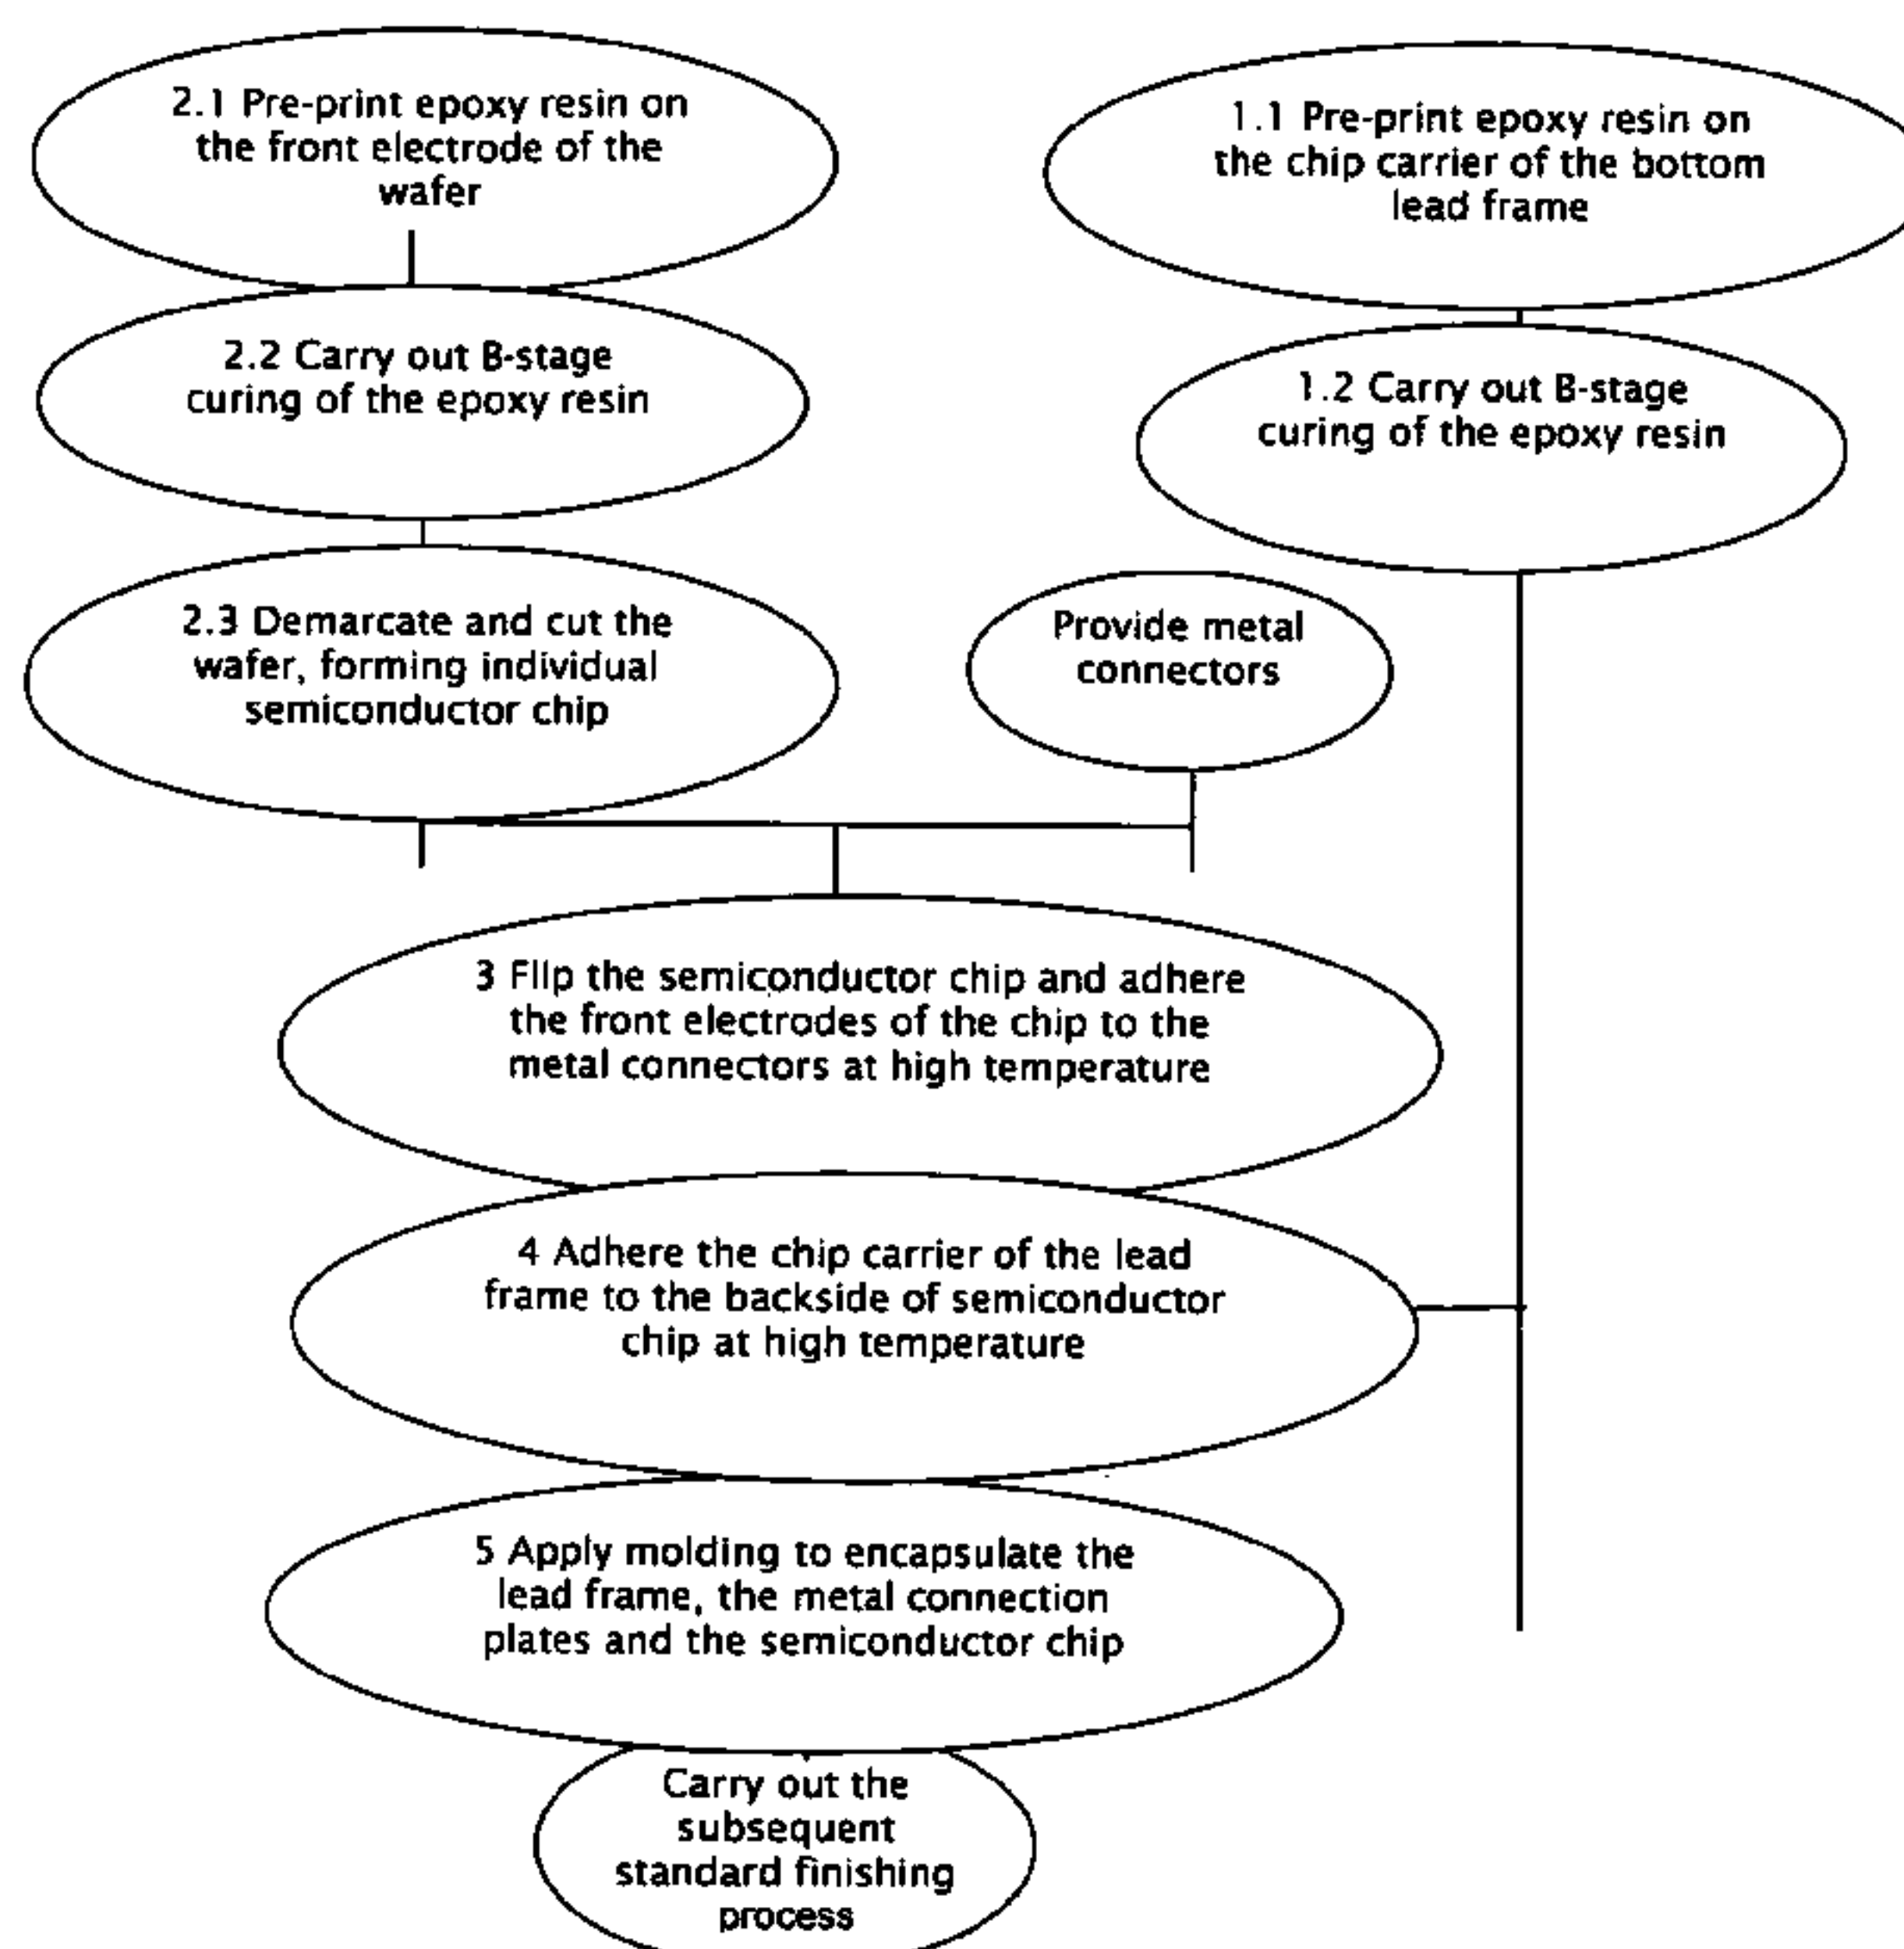 2.1 Pre-print epoxy resin on
the front electrode of the
wafer
1.1 Pre-print epoxy resin on
the chip carrier of the bottom
lead frame
2.2 Carry out B-stage
curing of the epoxy resin
1.2 Carry out B-stage
curing of the epoxy resin
2.3 Demarcate and cut the
wafer, forming individual
semiconductor chip
Provide metal
connectors
3 Flip the semiconductor chip and adhere
the front electrodes of the chip to the
metal connectors at high temperature
4 Adhere the chip carrier of the lead
frame to the backside of semiconductor
chip at high temperature
5 Apply molding to encapsulate the
lead frame, the metal connection
plates and the semiconductor chip
Carry out the
subsequent
standard finishing
process